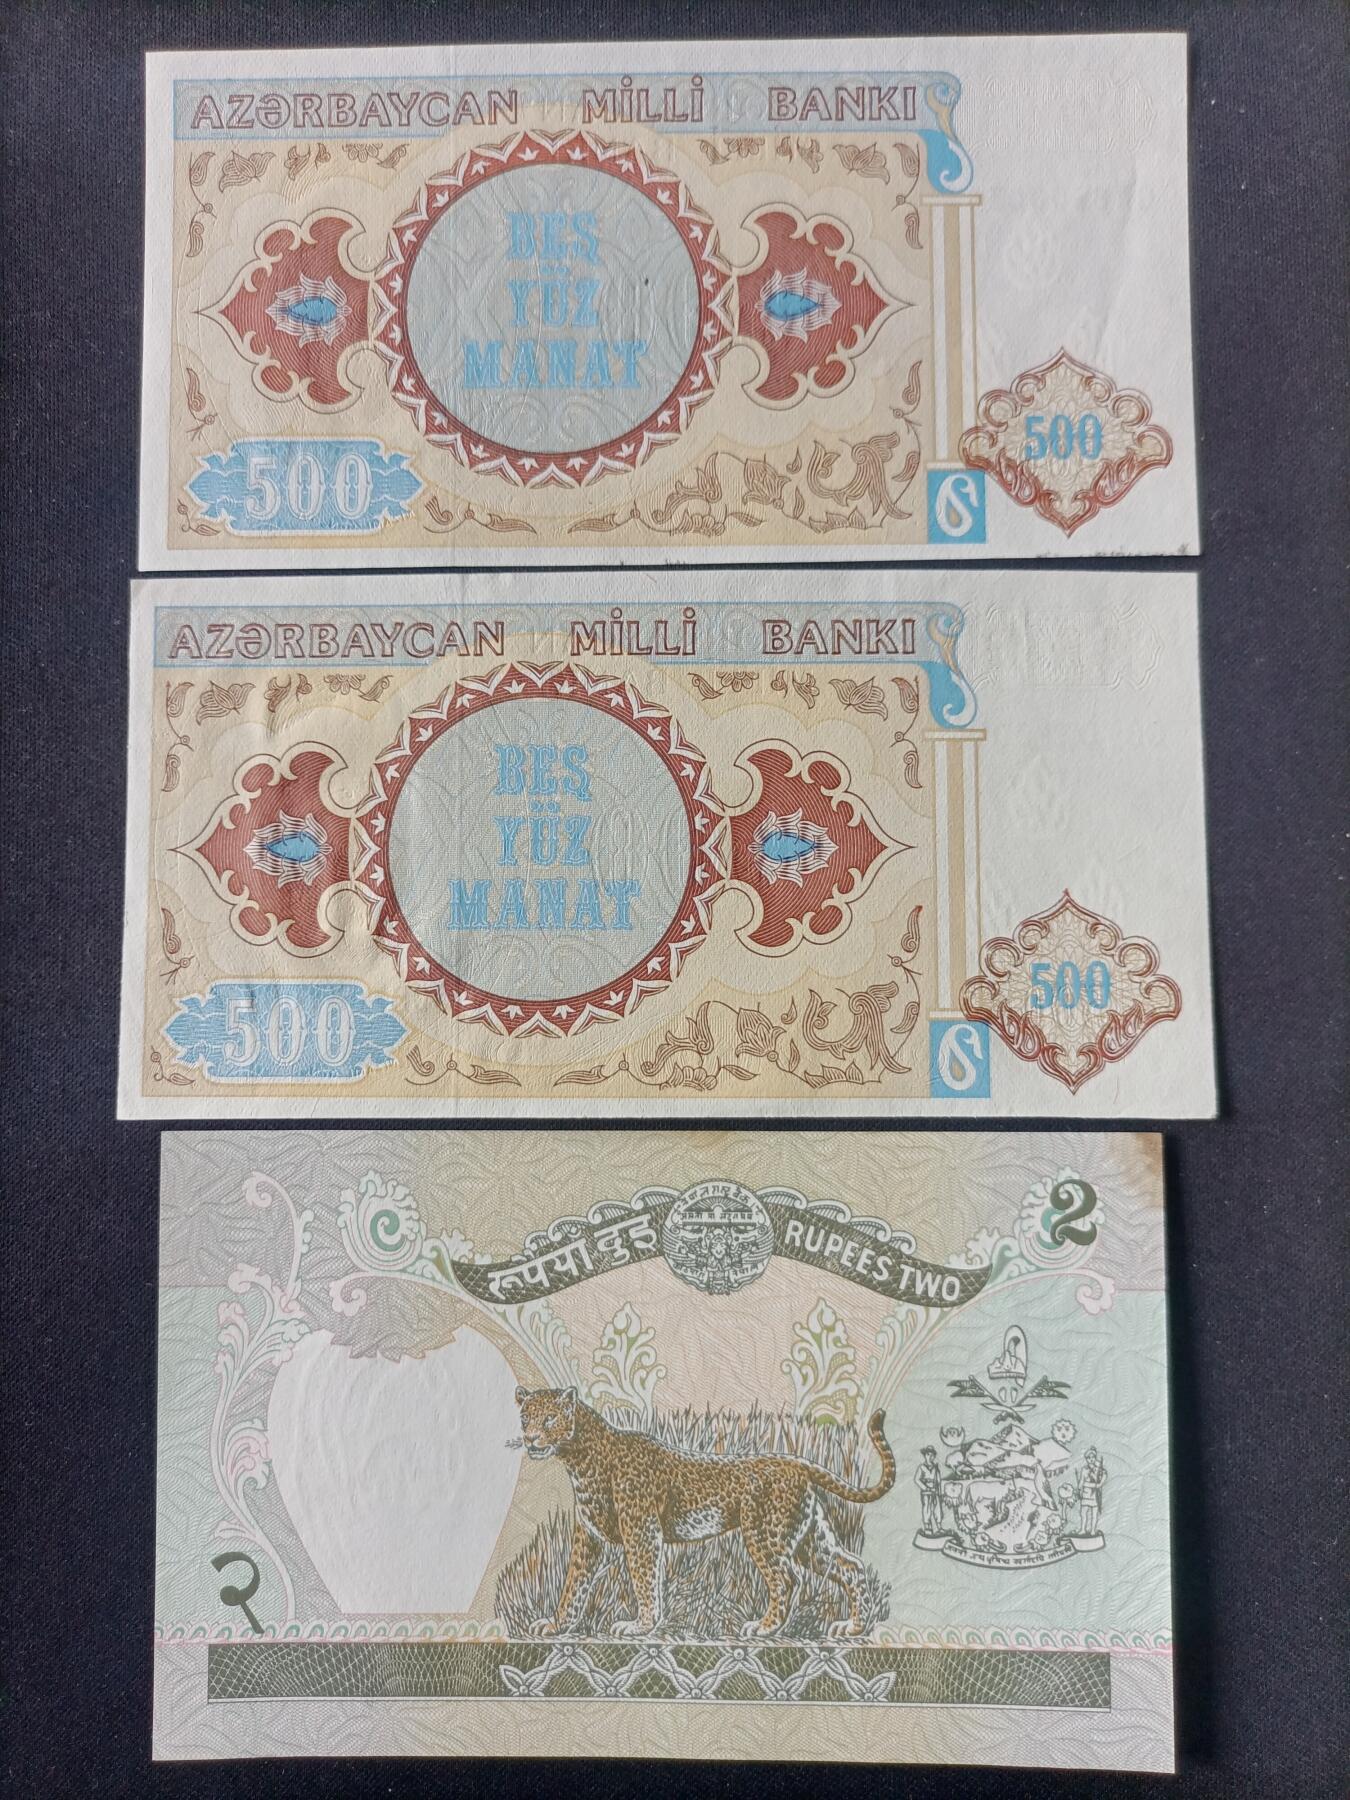 AZƏRBAYCAN MİLLİ BANKI
BEŞ
YÜZ
MANAT
500
500
AZƏRBAYCAN MİLLİ BANKI
BEŞ
YÜZ
MANAT
500
500
2
रूपैयाँ दुइ
RUPEES TWO
२